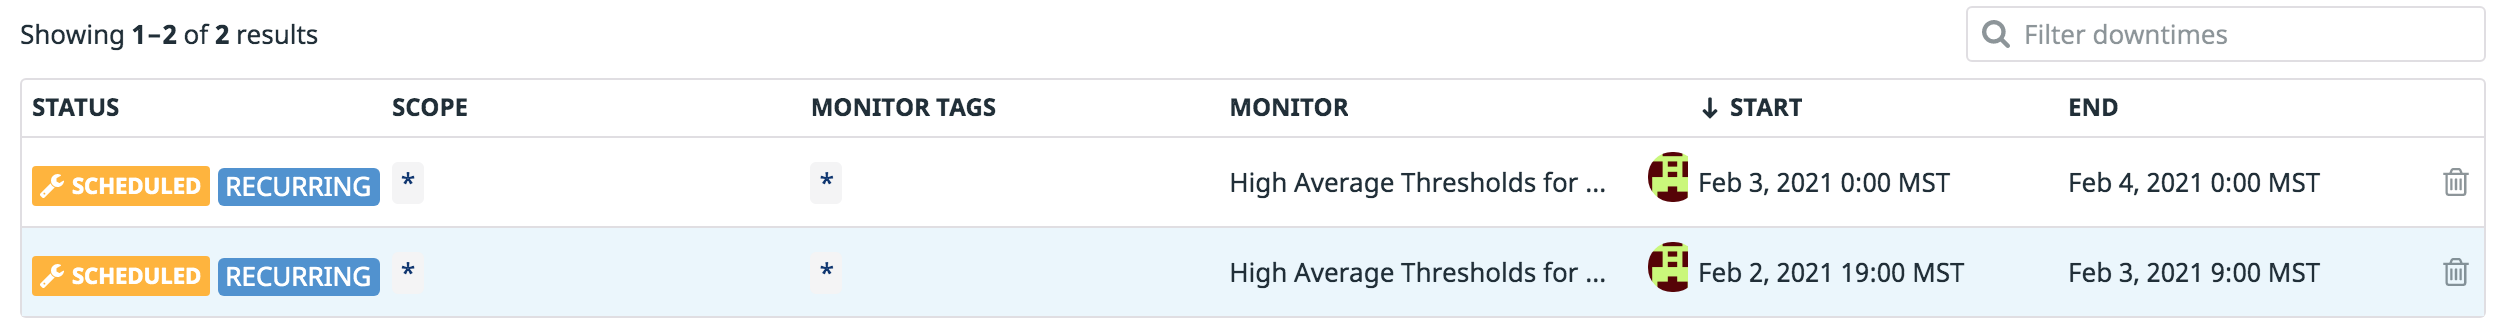 Showing 1–2 of 2 results
Filter downtimes
STATUS SCOPE MONITOR TAGS MONITOR ↓ START END
SCHEDULED RECURRING * * High Average Thresholds for ... Feb 3, 2021 0:00 MST Feb 4, 2021 0:00 MST
SCHEDULED RECURRING * * High Average Thresholds for ... Feb 2, 2021 19:00 MST Feb 3, 2021 9:00 MST